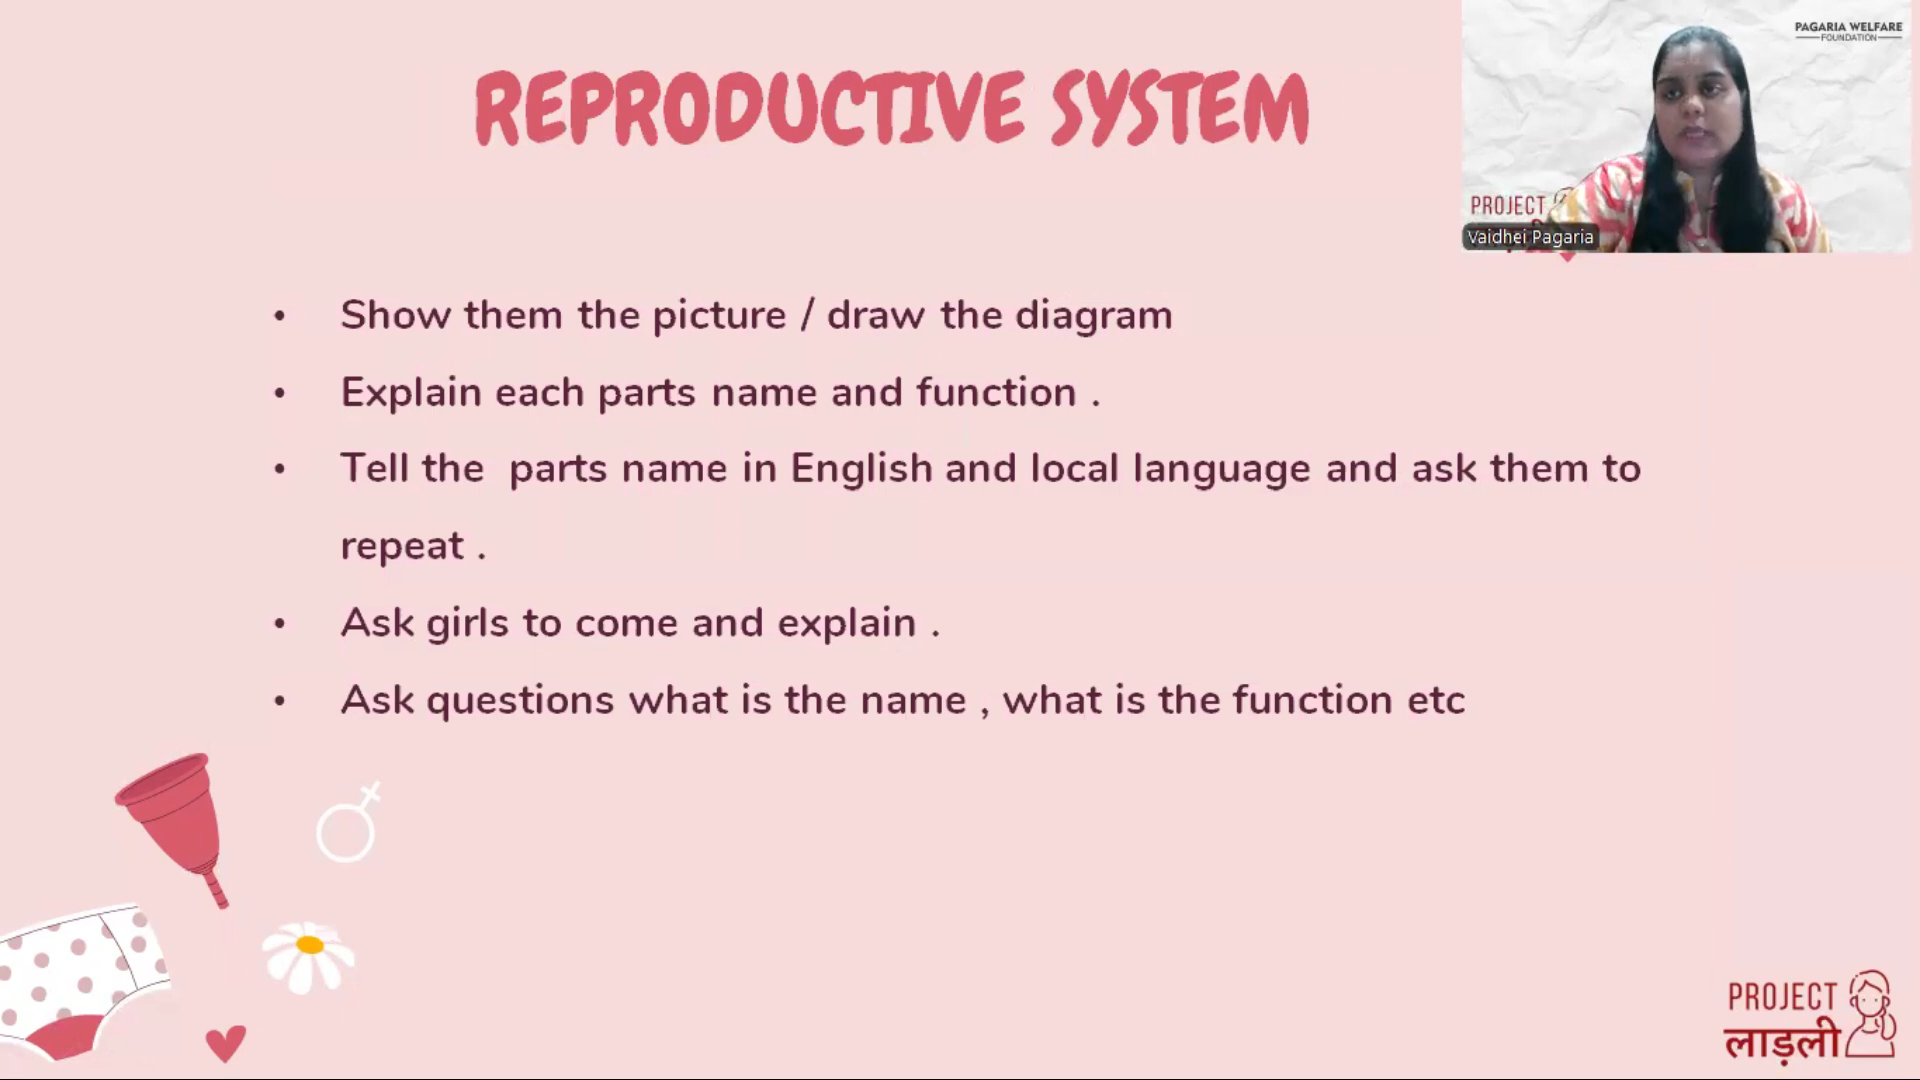 REPRODUCTIVE SYSTEM
PAGARIA WELFARE
FOUNDATION
PROJECT
Vaidhei Pagaria
• Show them the picture / draw the diagram
• Explain each parts name and function .
• Tell the  parts name in English and local language and ask them to
repeat .
• Ask girls to come and explain .
• Ask questions what is the name , what is the function etc
PROJECT
लाड़ली